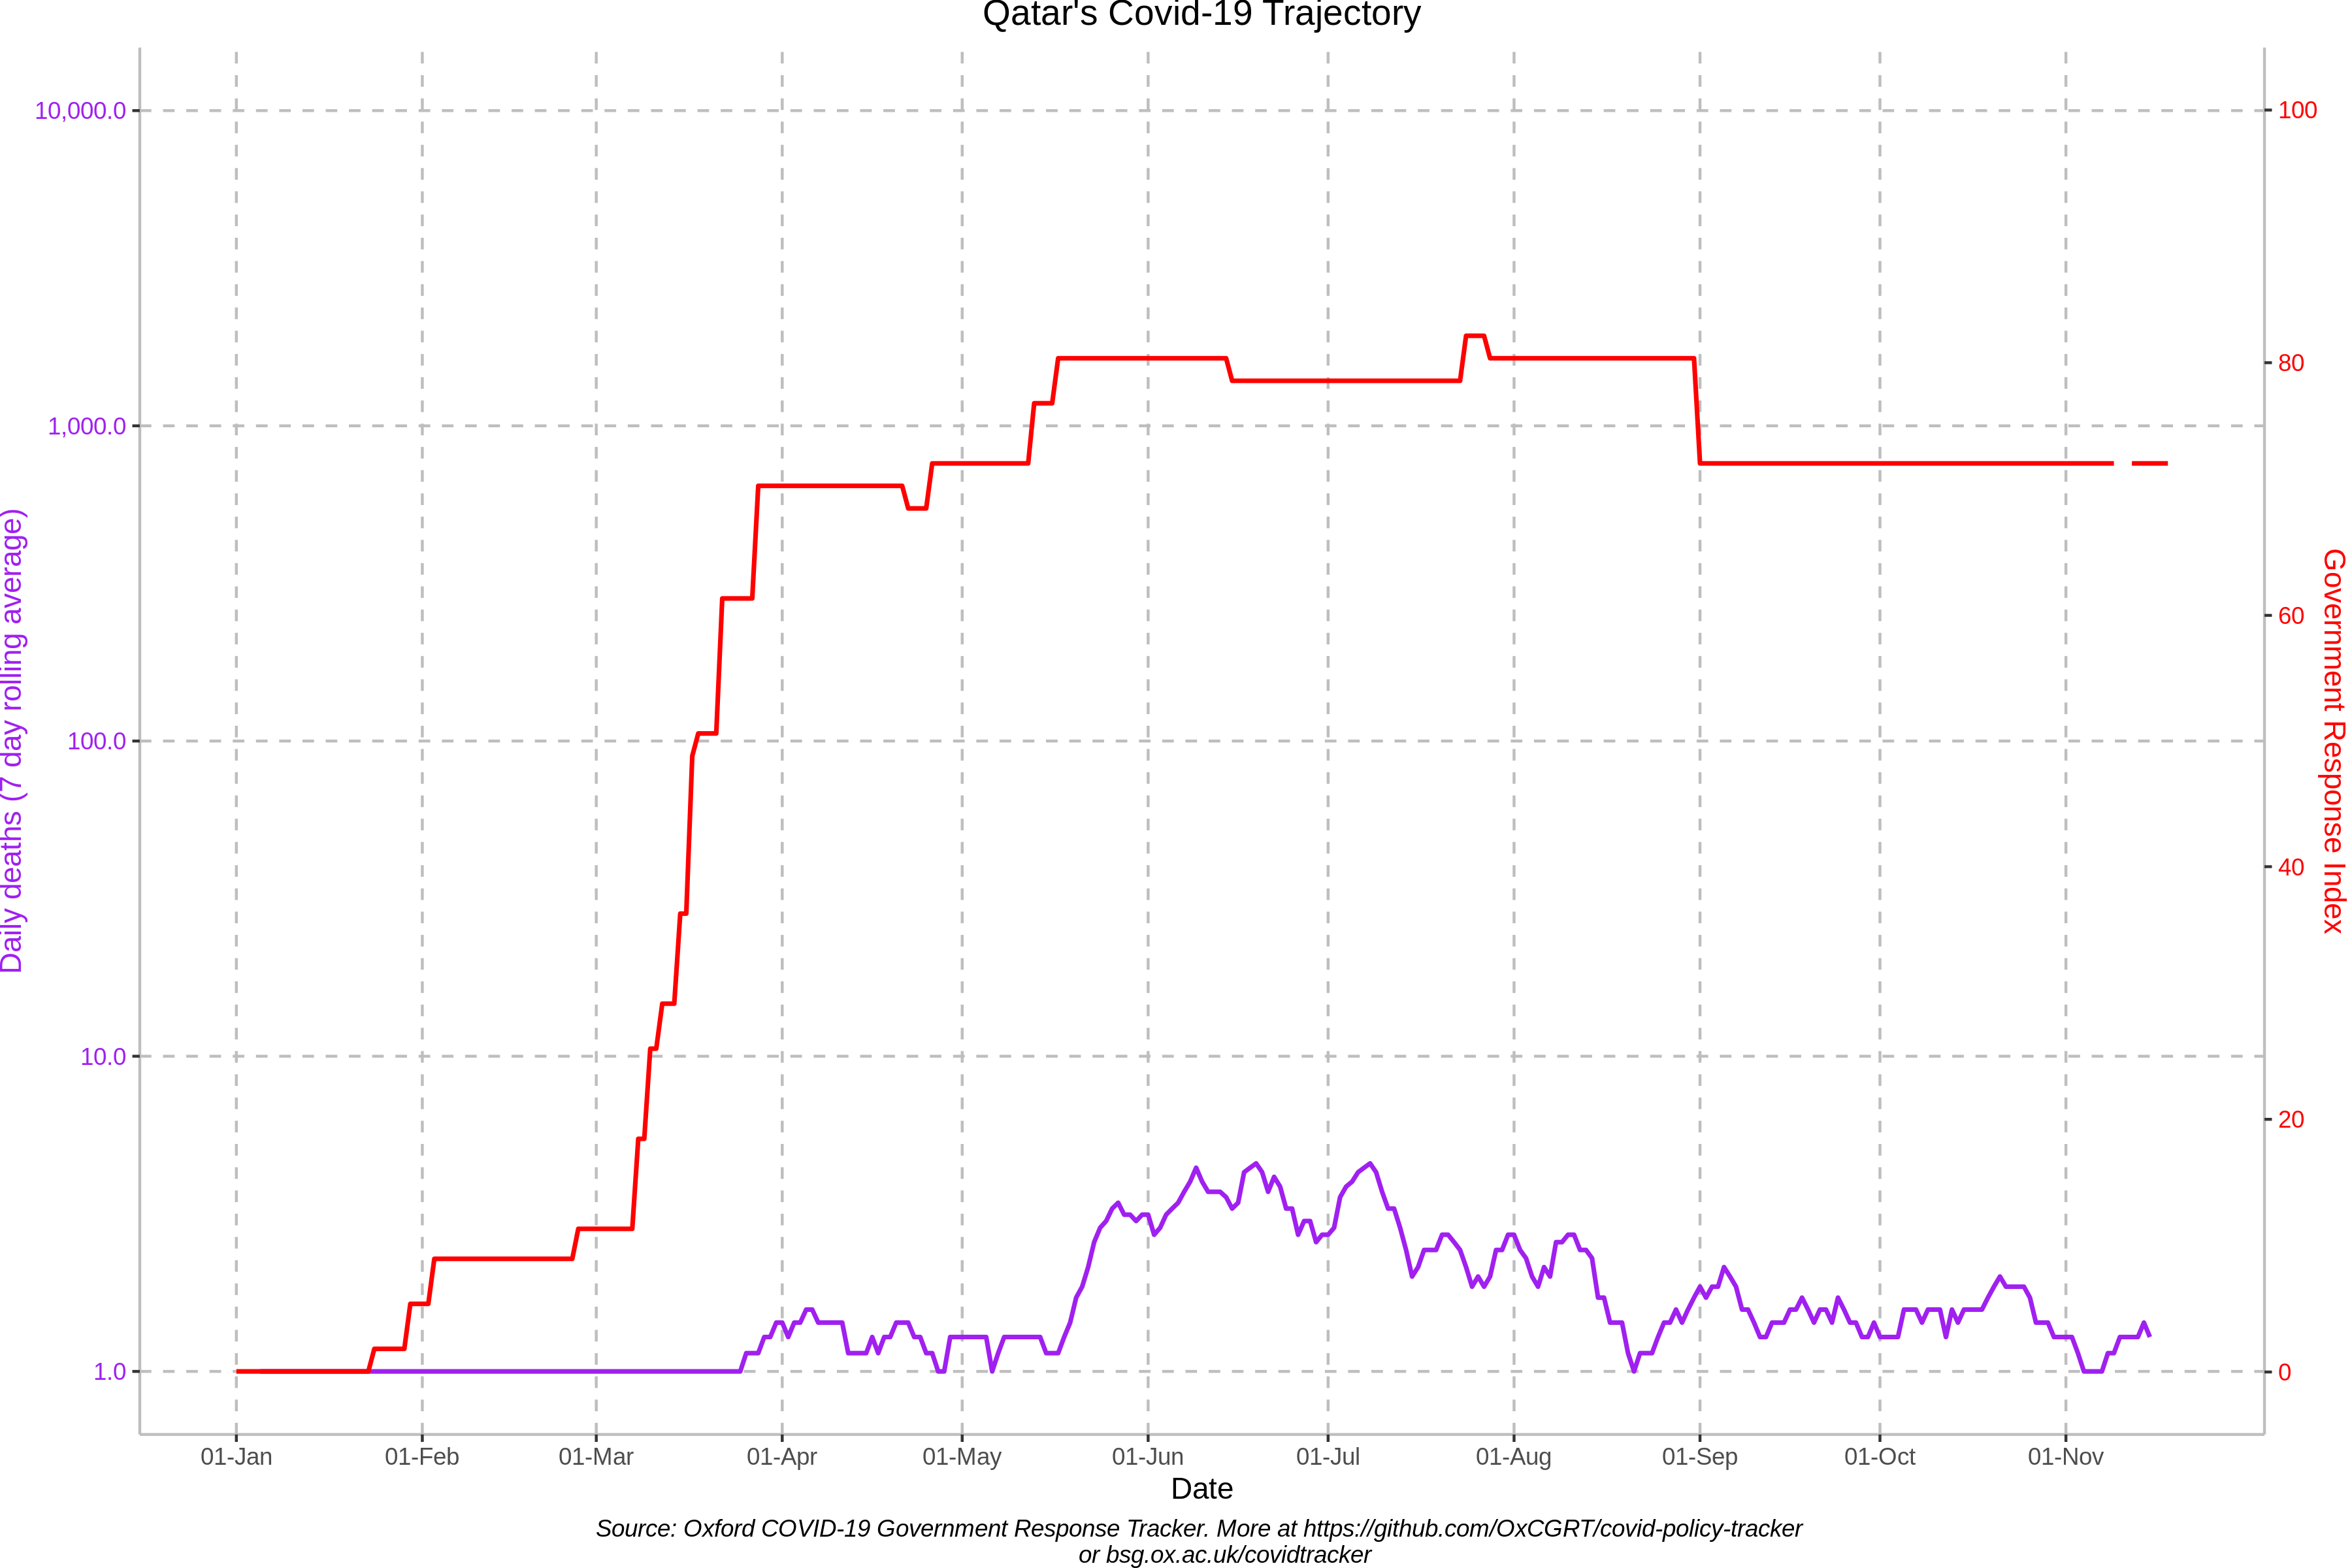 Qatar's Covid-19 Trajectory
10,000.0
1,000.0
100.0
10.0
1.0
Daily deaths (7 day rolling average)
100
80
60
40
20
0
Government Response Index
01-Jan 01-Feb 01-Mar 01-Apr 01-May 01-Jun 01-Jul 01-Aug 01-Sep 01-Oct 01-Nov
Date
Source: Oxford COVID-19 Government Response Tracker. More at https://github.com/OxCGRT/covid-policy-tracker
or bsg.ox.ac.uk/covidtracker